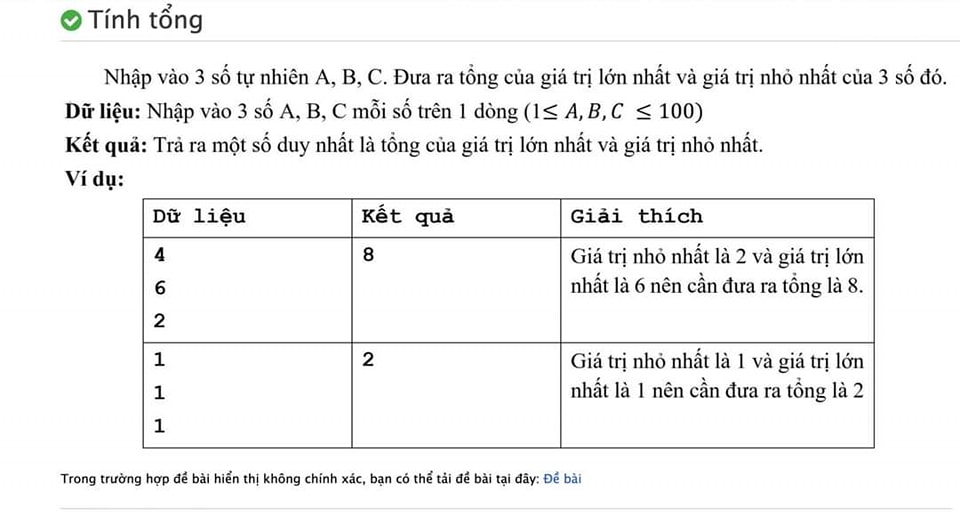 Tính tổng
Nhập vào 3 số tự nhiên A, B, C. Đưa ra tổng của giá trị lớn nhất và giá trị nhỏ nhất của 3 số đó.
Dữ liệu: Nhập vào 3 số A, B, C mỗi số trên 1 dòng (1≤ A, B, C ≤ 100)
Kết quả: Trả ra một số duy nhất là tổng của giá trị lớn nhất và giá trị nhỏ nhất.
Ví dụ:
Dữ liệu Kết quả Giải thích
4 8 Giá trị nhỏ nhất là 2 và giá trị lớn
6 nhất là 6 nên cần đưa ra tổng là 8.
2
1 2 Giá trị nhỏ nhất là 1 và giá trị lớn
1 nhất là 1 nên cần đưa ra tổng là 2
1
Trong trường hợp đề bài hiển thị không chính xác, bạn có thể tải đề bài tại đây: Đề bài